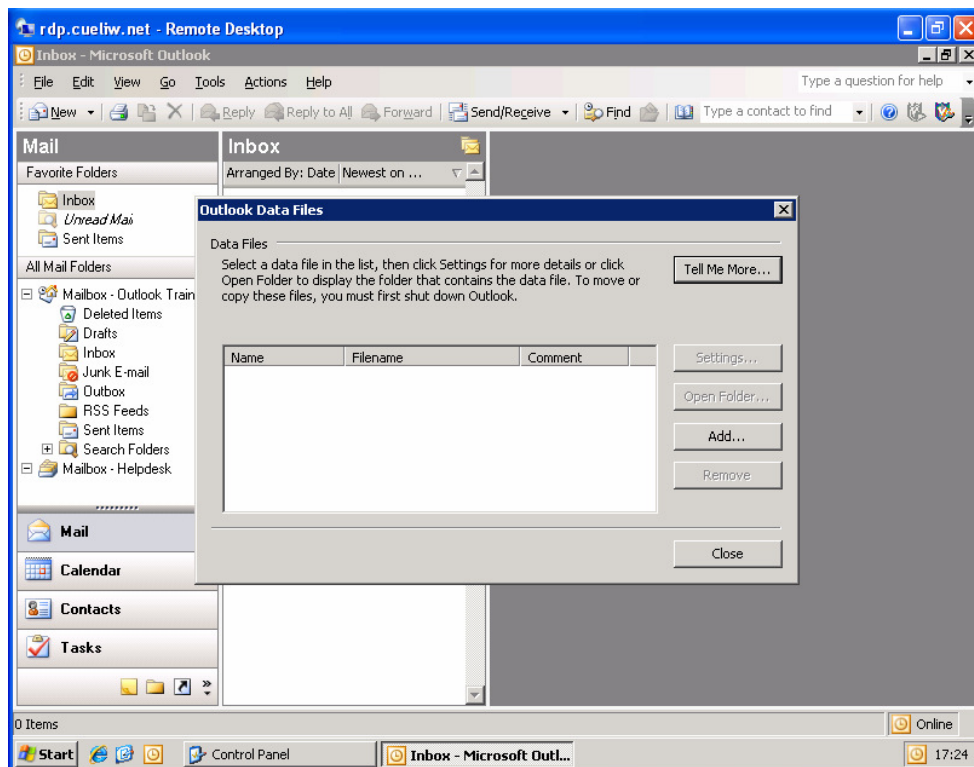 rdp.cueliw.net - Remote Desktop
Inbox - Microsoft Outlook
File Edit View Go Tools Actions Help
Type a question for help
New Reply Reply to All Forward Send/Receive Find Type a contact to find
Mail
Favorite Folders
Inbox
Unread Mai
Sent Items
All Mail Folders
Mailbox - Outlook Train
Deleted Items
Drafts
Inbox
Junk E-mail
Outbox
RSS Feeds
Sent Items
Search Folders
Mailbox - Helpdesk
Mail
Calendar
Contacts
Tasks
Inbox
Arranged By: Date Newest on ...
Outlook Data Files
Data Files
Select a data file in the list, then click Settings for more details or click
Open Folder to display the folder that contains the data file. To move or
copy these files, you must first shut down Outlook.
Tell Me More...
Name Filename Comment
Settings...
Open Folder...
Add...
Remove
Close
0 Items
Online
Start Control Panel Inbox - Microsoft Outl... 17:24